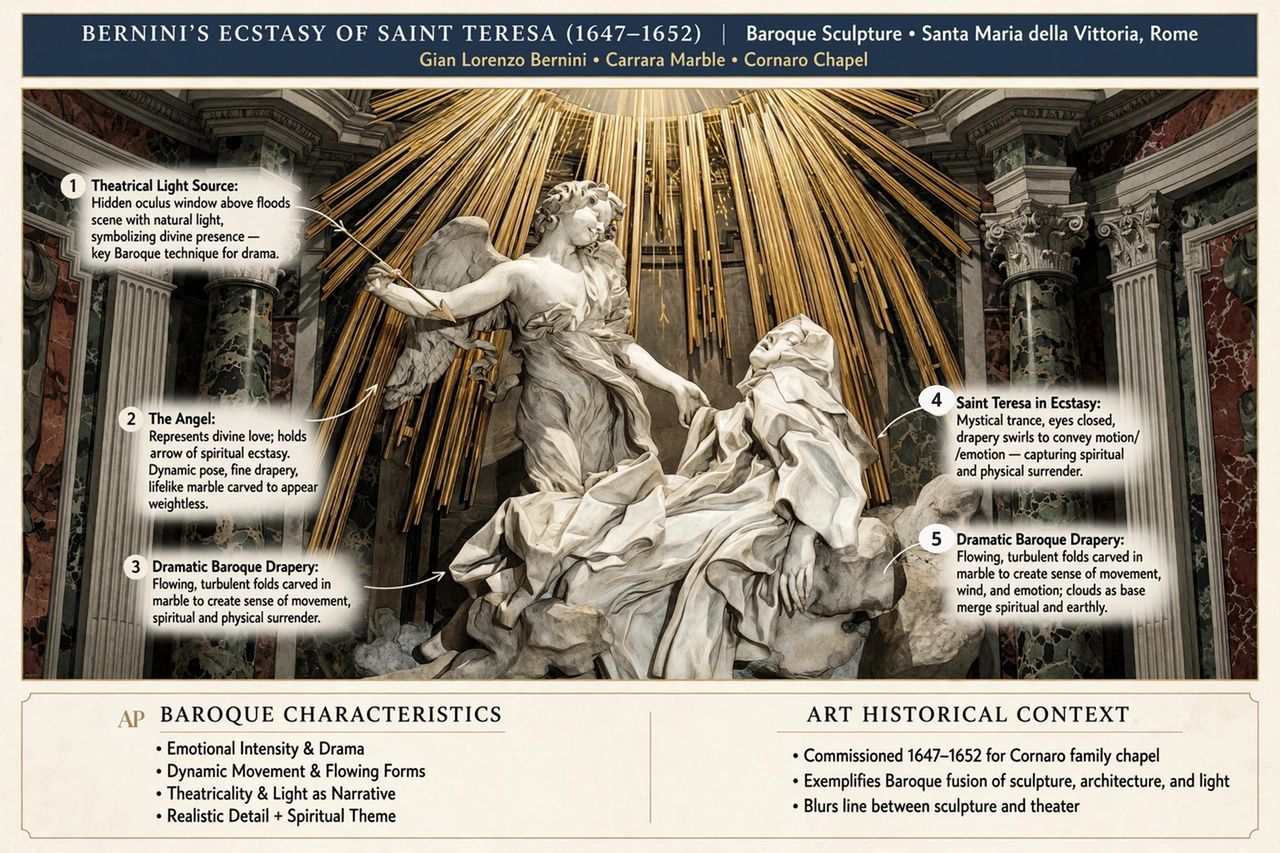 BERNINI'S ECSTASY OF SAINT TERESA (1647–1652) | Baroque Sculpture • Santa Maria della Vittoria, Rome
Gian Lorenzo Bernini • Carrara Marble • Cornaro Chapel
1 Theatrical Light Source:
Hidden oculus window above floods
scene with natural light,
symbolizing divine presence —
key Baroque technique for drama.
2 The Angel:
Represents divine love; holds
arrow of spiritual ecstasy.
Dynamic pose, fine drapery,
lifelike marble carved to appear
weightless.
3 Dramatic Baroque Drapery:
Flowing, turbulent folds carved in
marble to create sense of movement,
spiritual and physical surrender.
4 Saint Teresa in Ecstasy:
Mystical trance, eyes closed,
drapery swirls to convey motion/
/emotion — capturing spiritual
and physical surrender.
5 Dramatic Baroque Drapery:
Flowing, turbulent folds carved in
marble to create sense of movement,
wind, and emotion; clouds as base
merge spiritual and earthly.
AP BAROQUE CHARACTERISTICS
• Emotional Intensity & Drama
• Dynamic Movement & Flowing Forms
• Theatricality & Light as Narrative
• Realistic Detail + Spiritual Theme
ART HISTORICAL CONTEXT
• Commissioned 1647–1652 for Cornaro family chapel
• Exemplifies Baroque fusion of sculpture, architecture, and light
• Blurs line between sculpture and theater